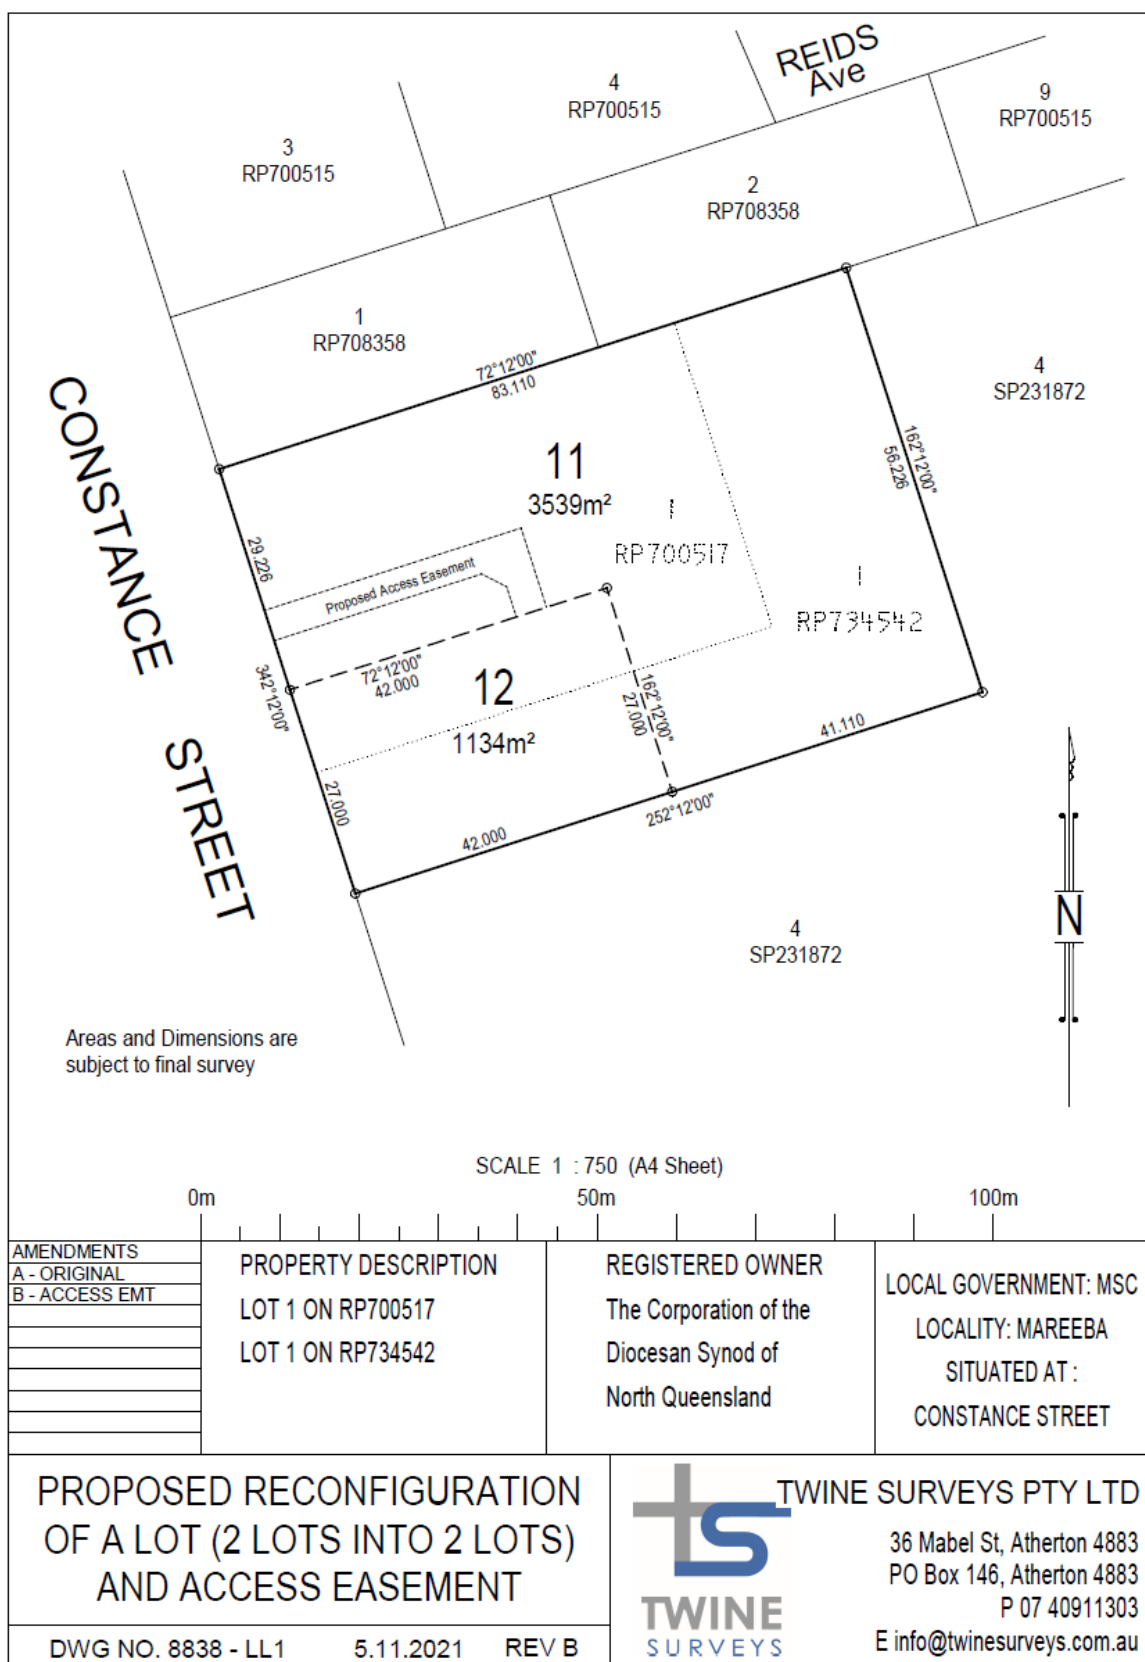 REIDS
Ave
4
RP700515
9
RP700515
3
RP700515
2
RP708358
1
RP708358
4
SP231872
72°12'00"
83.110
162°12'00"
56.226
CONSTANCE STREET
11
3539m²
1
RP700517
29.226
Proposed Access Easement
1
RP734542
342°12'00"
72°12'00"
42.000
12
1134m²
162°12'00"
27.000
41.110
27.000
42.000
252°12'00"
4
SP231872
N
Areas and Dimensions are
subject to final survey
SCALE 1 : 750 (A4 Sheet)
0m 50m 100m
AMENDMENTS
A - ORIGINAL
B - ACCESS EMT
PROPERTY DESCRIPTION
LOT 1 ON RP700517
LOT 1 ON RP734542
REGISTERED OWNER
The Corporation of the
Diocesan Synod of
North Queensland
LOCAL GOVERNMENT: MSC
LOCALITY: MAREEBA
SITUATED AT :
CONSTANCE STREET
PROPOSED RECONFIGURATION
OF A LOT (2 LOTS INTO 2 LOTS)
AND ACCESS EASEMENT
DWG NO. 8838 - LL1 5.11.2021 REV B
TS
TWINE
SURVEYS
TWINE SURVEYS PTY LTD
36 Mabel St, Atherton 4883
PO Box 146, Atherton 4883
P 07 40911303
E info@twinesurveys.com.au